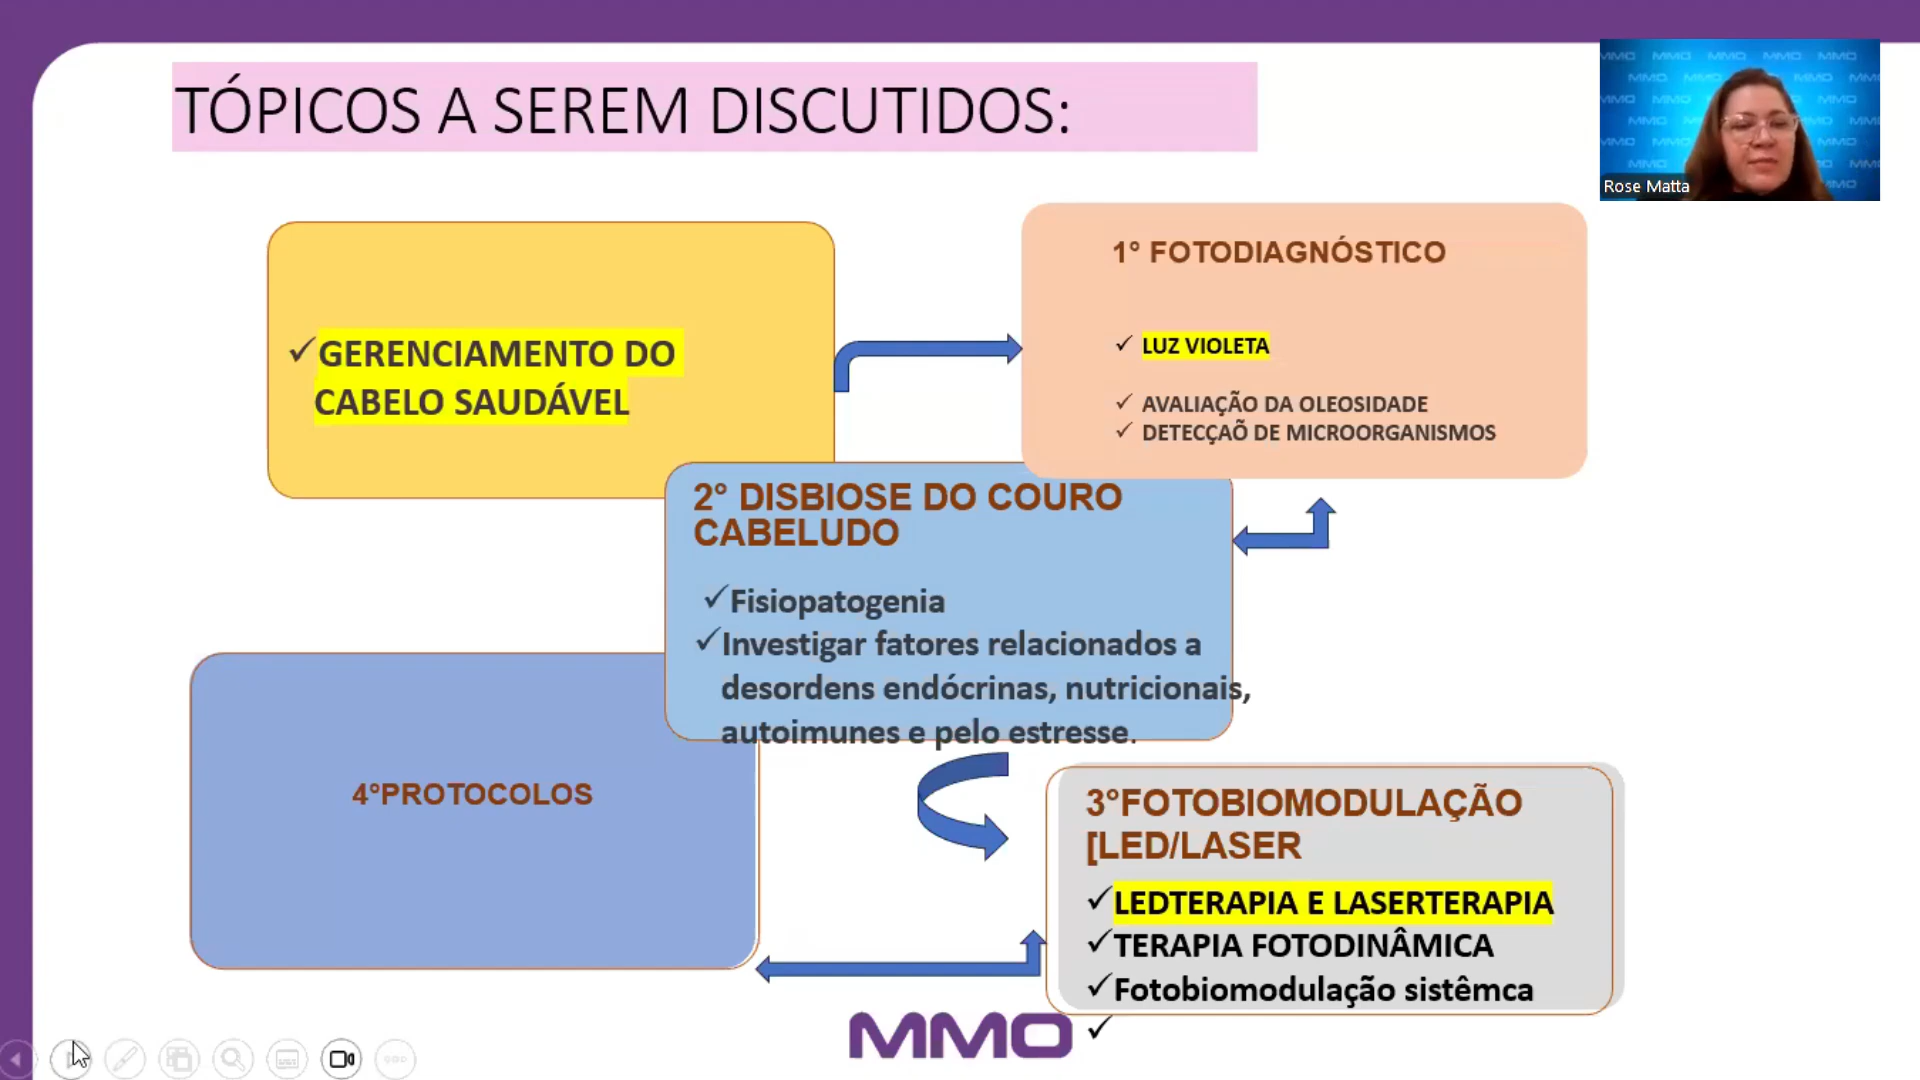 TÓPICOS A SEREM DISCUTIDOS:
Rose Matta
GERENCIAMENTO DO
CABELO SAUDÁVEL
1° FOTODIAGNÓSTICO
LUZ VIOLETA
AVALIAÇÃO DA OLEOSIDADE
DETECÇAÕ DE MICROORGANISMOS
2° DISBIOSE DO COURO
CABELUDO
Fisiopatogenia
Investigar fatores relacionados a
desordens endócrinas, nutricionais,
autoimunes e pelo estresse.
3°FOTOBIOMODULAÇÃO
[LED/LASER
LEDTERAPIA E LASERTERAPIA
TERAPIA FOTODINÂMICA
Fotobiomodulação sistêmca
4°PROTOCOLOS
MMO